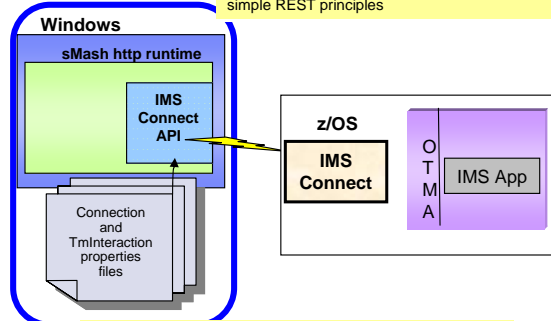 simple REST principles
Windows
sMash http runtime
IMS
Connect
API
z/OS
IMS
Connect
O
T
M
A
IMS App
Connection
and
TmInteraction
properties
files